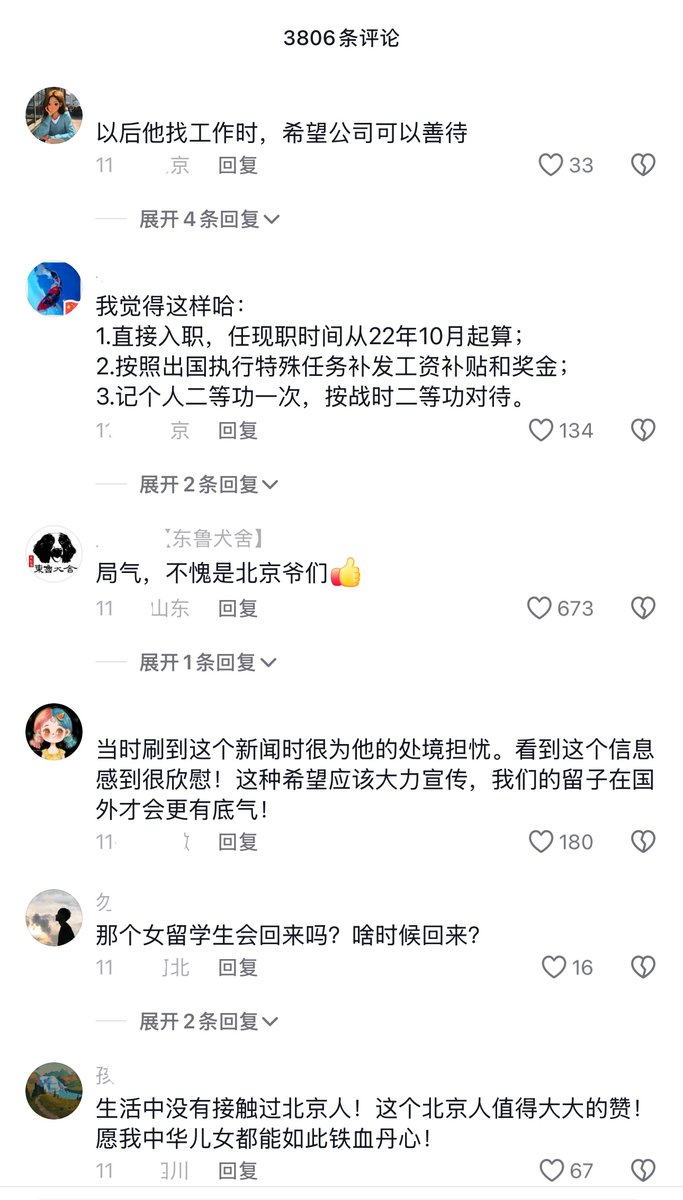 3806条评论
以后他找工作时，希望公司可以善待
11 京 回复 33
展开4条回复
我觉得这样哈：
1.直接入职，任现职时间从22年10月起算；
2.按照出国执行特殊任务补发工资补贴和奖金；
3.记个人二等功一次，按战时二等功对待。
京 回复 134
展开2条回复
【东鲁犬舍】
局气，不愧是北京爷们
11 山东 回复 673
展开1条回复
当时刷到这个新闻时很为他的处境担忧。看到这个信息
感到很欣慰！这种希望应该大力宣传，我们的留子在国
外才会更有底气！
11 回复 180
勿
那个女留学生会回来吗？啥时候回来？
11 北 回复 16
展开2条回复
孩
生活中没有接触过北京人！这个北京人值得大大的赞！
愿我中华儿女都能如此铁血丹心！
11 川 回复 67